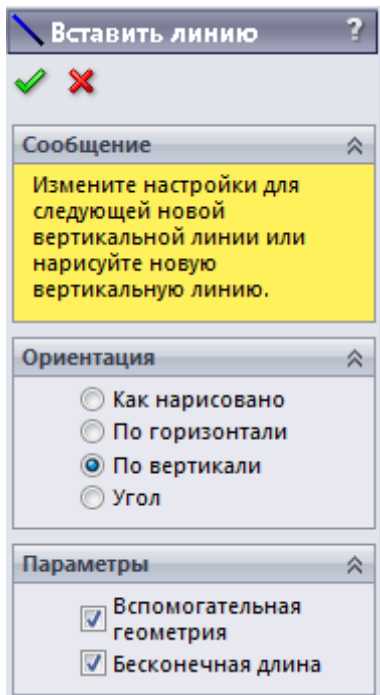 Вставить линию ?
Сообщение
Измените настройки для
следующей новой
вертикальной линии или
нарисуйте новую
вертикальную линию.
Ориентация
Как нарисовано
По горизонтали
По вертикали
Угол
Параметры
Вспомогательная
геометрия
Бесконечная длина